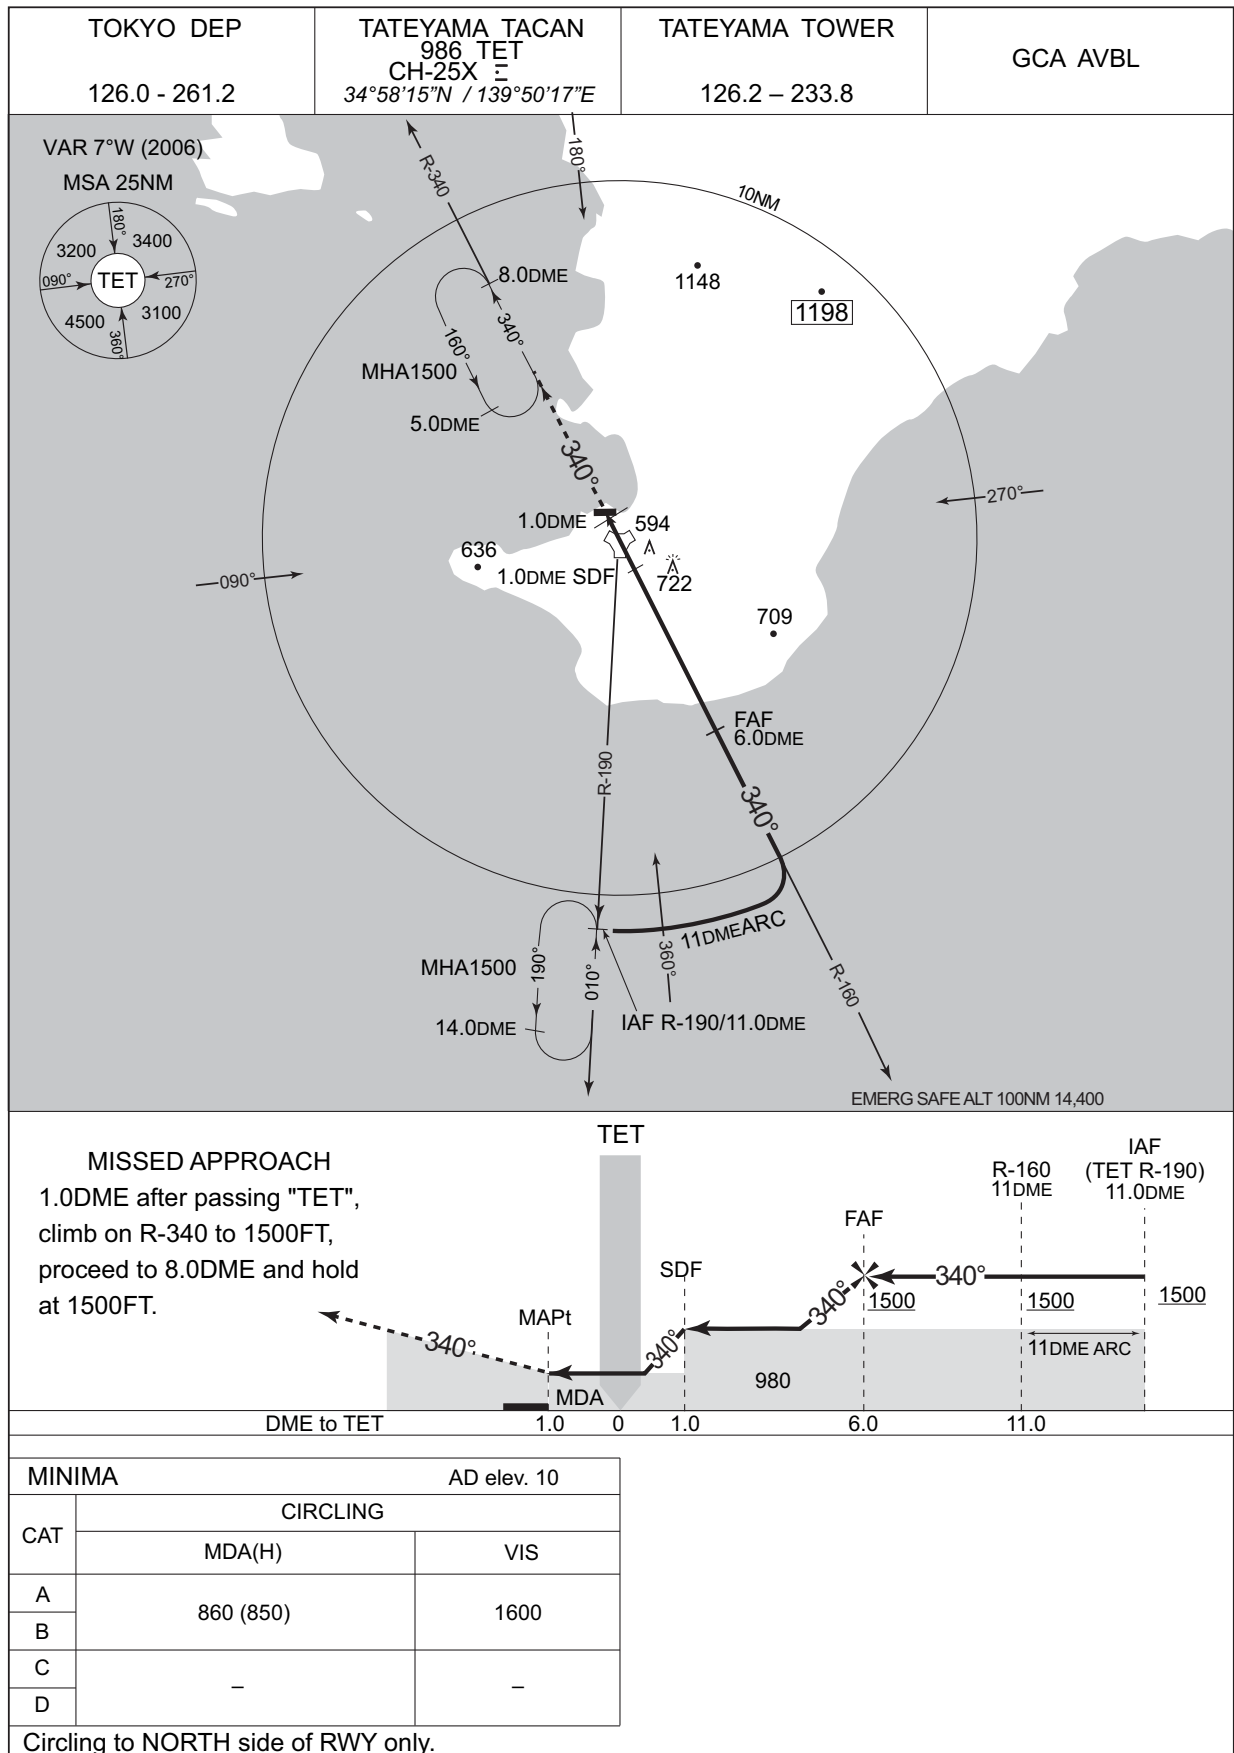 TOKYO DEP
126.0 - 261.2
TATEYAMA TACAN
986 TET
CH-25X
34°58'15"N / 139°50'17"E
TATEYAMA TOWER
126.2 – 233.8
GCA AVBL
VAR 7°W (2006)
MSA 25NM
180°
3200
3400
090°
TET
270°
4500
3100
360°
R-340
180°
10NM
8.0DME
1148
1198
340°
160°
MHA1500
5.0DME
340°
270°
1.0DME
594
636
1.0DME SDF
722
090°
709
FAF
6.0DME
R-190
340°
11DMEARC
MHA1500
190°
010°
360°
R-160
14.0DME
IAF R-190/11.0DME
EMERG SAFE ALT 100NM 14,400
TET
MISSED APPROACH
1.0DME after passing "TET",
climb on R-340 to 1500FT,
proceed to 8.0DME and hold
at 1500FT.
IAF
(TET R-190)
11.0DME
R-160
11DME
FAF
SDF
340°
340°
1500
1500
1500
MAPt
340°
340°
11DME ARC
980
MDA
DME to TET
1.0
0
1.0
6.0
11.0
MINIMA
AD elev. 10
CAT
CIRCLING
MDA(H)
VIS
A
B
860 (850)
1600
C
D
–
–
Circling to NORTH side of RWY only.